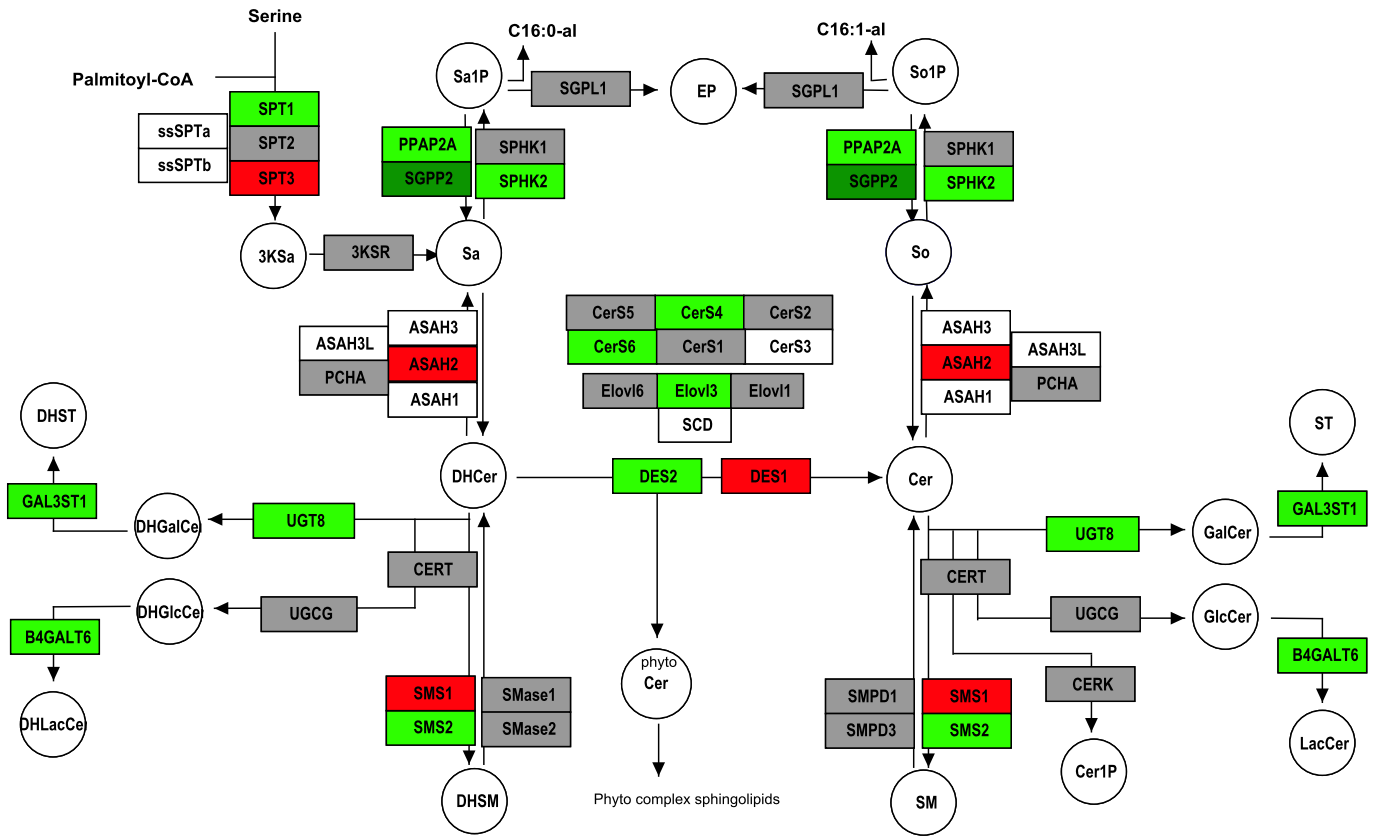 Serine
C16:0-al
C16:1-al
Palmitoyl-CoA
Sa1P
SGPL1
EP
SGPL1
So1P
SPT1
ssSPTa
SPT2
ssSPTb
SPT3
PPAP2A
SPHK1
SGPP2
SPHK2
PPAP2A
SPHK1
SGPP2
SPHK2
3KSa
3KSR
Sa
So
CerS5
CerS4
CerS2
CerS6
CerS1
CerS3
ASAH3
ASAH3L
ASAH2
PCHA
ASAH1
ASAH3
ASAH3L
ASAH2
PCHA
ASAH1
Elovl6
Elovl3
Elovl1
SCD
DHST
ST
DHCer
DES2
DES1
Cer
GAL3ST1
DHGalCe
UGT8
UGT8
GalCer
GAL3ST1
CERT
CERT
DHGlcCe
UGCG
UGCG
GlcCer
B4GALT6
B4GALT6
phyto
Cer
CERK
SMS1
SMase1
SMS2
SMase2
SMPD1
SMS1
SMPD3
SMS2
DHLacCe
LacCer
Cer1P
DHSM
Phyto complex sphingolipids
SM